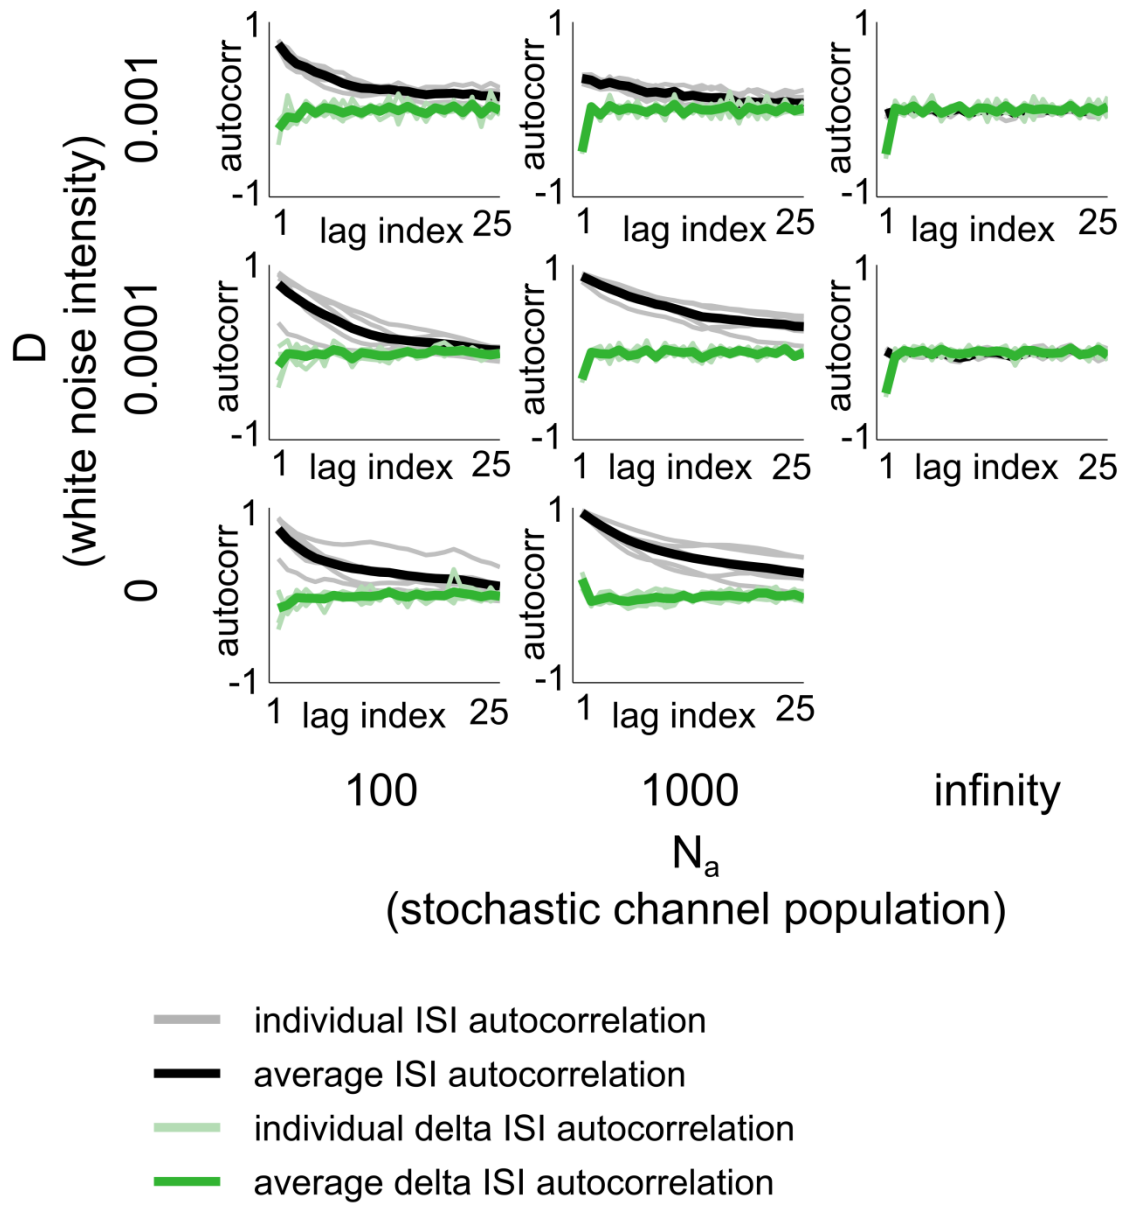 D
(white noise intensity)
0.001
1
autocorr
-1
1 lag index 25
1
autocorr
-1
1 lag index 25
1
autocorr
-1
1 lag index 25
0.0001
1
autocorr
-1
1 lag index 25
1
autocorr
-1
1 lag index 25
1
autocorr
-1
1 lag index 25
0
1
autocorr
-1
1 lag index 25
1
autocorr
-1
1 lag index 25
100 1000 infinity
Na
(stochastic channel population)
individual ISI autocorrelation
average ISI autocorrelation
individual delta ISI autocorrelation
average delta ISI autocorrelation